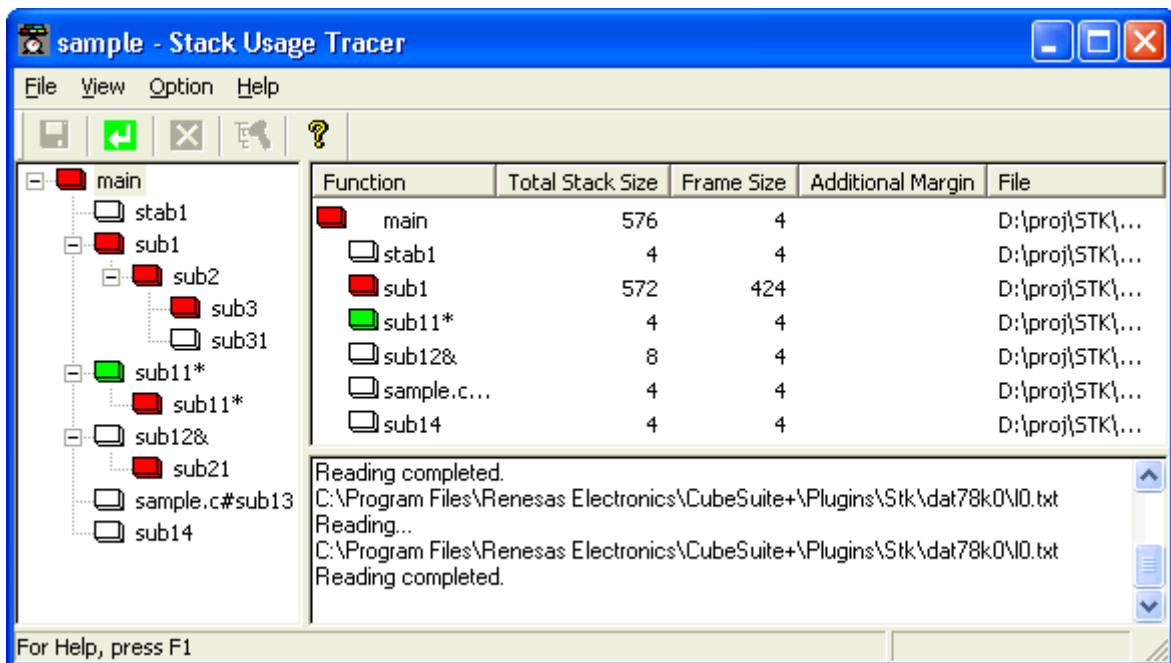 sample - Stack Usage Tracer
File View Option Help
main
stab1
sub1
sub2
sub3
sub31
sub11*
sub11*
sub12&
sub21
sample.c#sub13
sub14
Function Total Stack Size Frame Size Additional Margin File
main 576 4 D:\proj\STK\...
stab1 4 4 D:\proj\STK\...
sub1 572 424 D:\proj\STK\...
sub11* 4 4 D:\proj\STK\...
sub12& 8 4 D:\proj\STK\...
sample.c... 4 4 D:\proj\STK\...
sub14 4 4 D:\proj\STK\...
Reading completed.
C:\Program Files\Renesas Electronics\CubeSuite+\Plugins\Stk\dat78k0\l0.txt
Reading...
C:\Program Files\Renesas Electronics\CubeSuite+\Plugins\Stk\dat78k0\l0.txt
Reading completed.
For Help, press F1